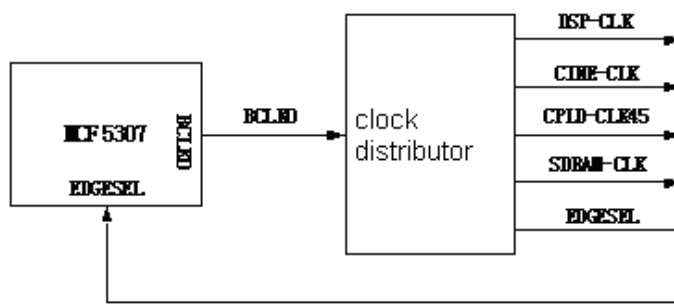 DSP-CLK
CINE-CLK
MCF5307
BCLKO
BCLKO
clock
distributor
CPLD-CLK45
SDRAM-CLK
EDGESEL
EDGESEL